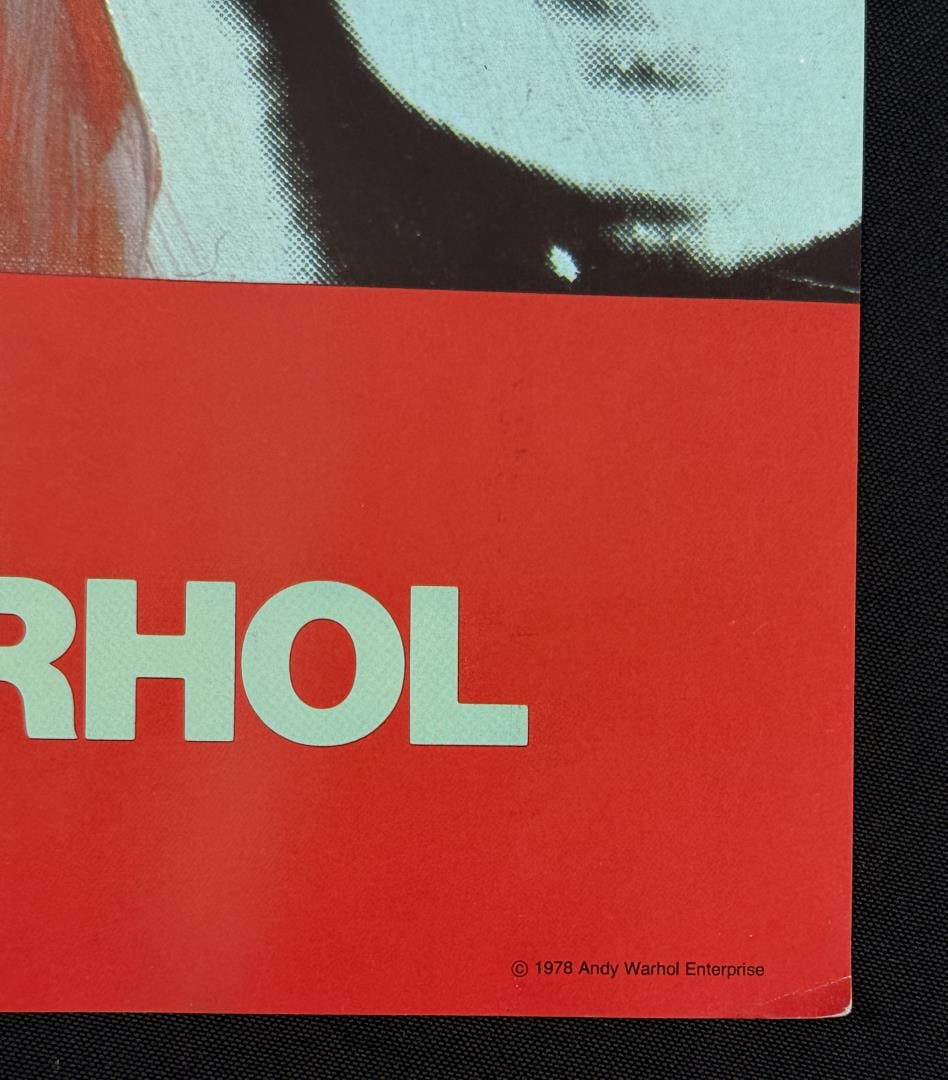 RHOL
© 1978 Andy Warhol Enterprise